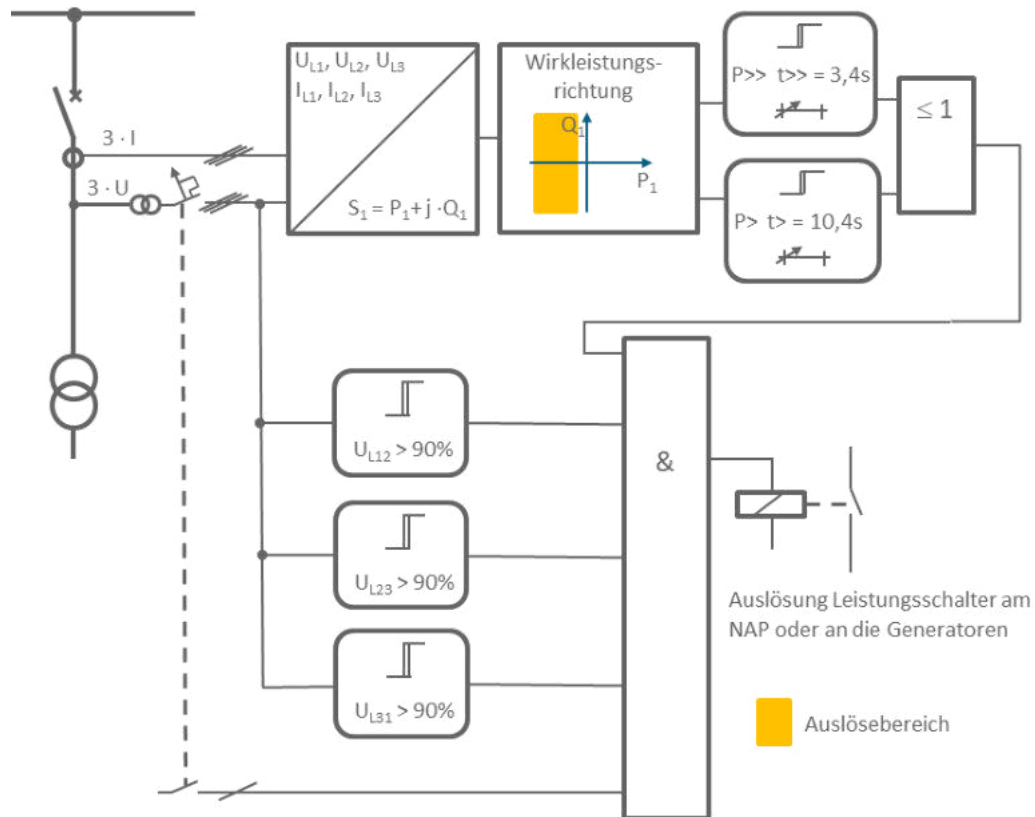 3 · I
3 · U
U_L1, U_L2, U_L3
I_L1, I_L2, I_L3
S_1 = P_1+ j ·Q_1
Wirkleistungs-
richtung
Q_1
P_1
P>> t>> = 3,4s
P> t> = 10,4s
≤ 1
U_L12 > 90%
U_L23 > 90%
U_L31 > 90%
&
Auslösung Leistungsschalter am
NAP oder an die Generatoren
Auslösebereich